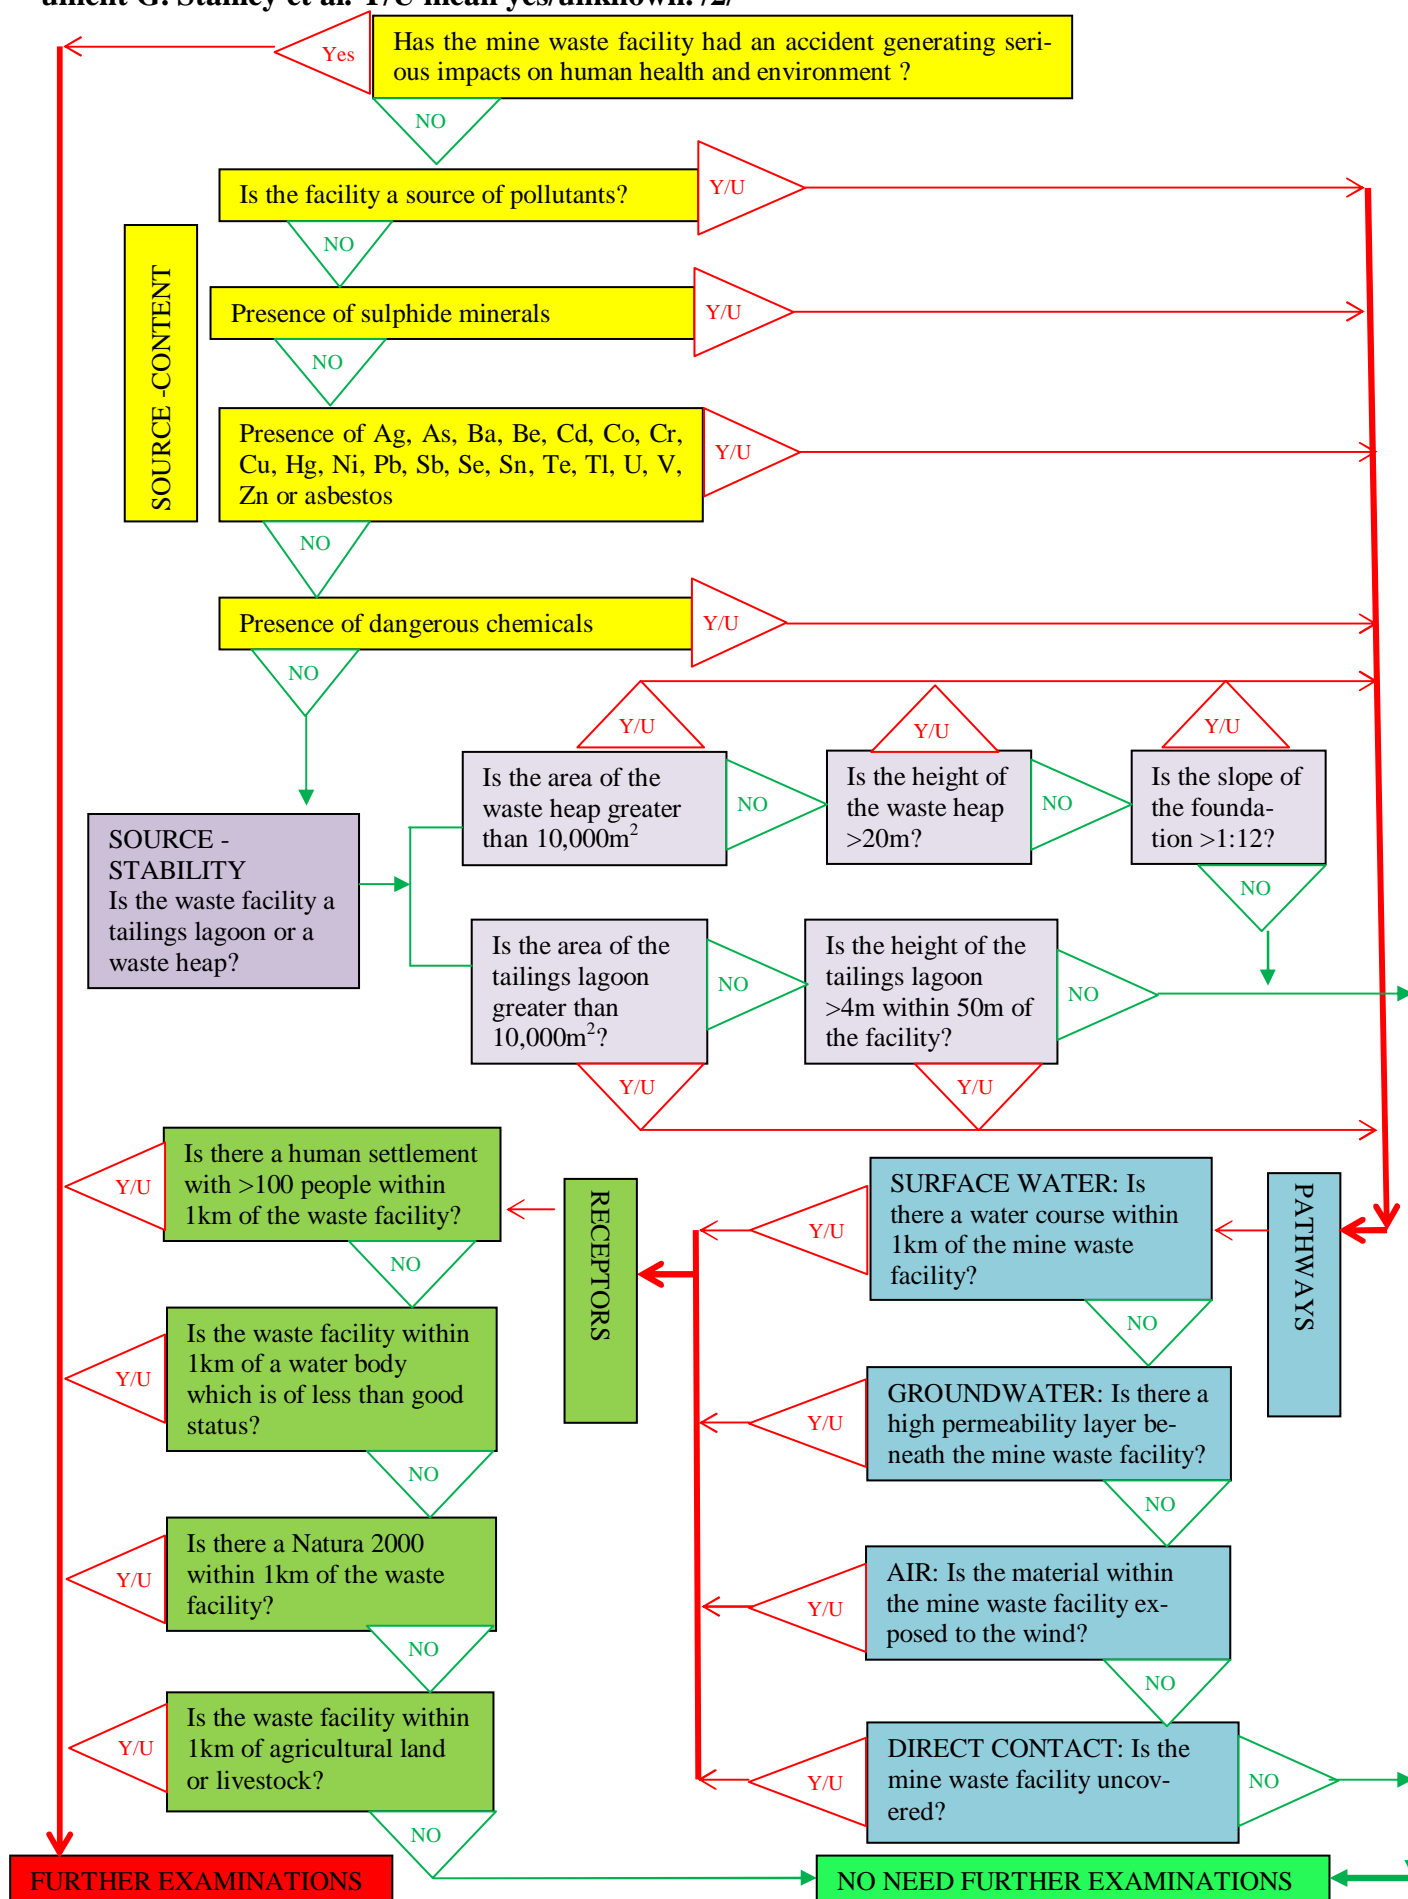 ument G. Stanley et al. Y/U mean yes/unknown. /2/
Yes
Has the mine waste facility had an accident generating seri-
ous impacts on human health and environment ?
NO
Is the facility a source of pollutants?
Y/U
NO
SOURCE -CONTENT
Presence of sulphide minerals
Y/U
NO
Presence of Ag, As, Ba, Be, Cd, Co, Cr,
Cu, Hg, Ni, Pb, Sb, Se, Sn, Te, Tl, U, V,
Zn or asbestos
Y/U
NO
Presence of dangerous chemicals
Y/U
NO
Y/U
Y/U
Y/U
SOURCE -
STABILITY
Is the waste facility a
tailings lagoon or a
waste heap?
Is the area of the
waste heap greater
than 10,000m²
NO
Is the height of
the waste heap
>20m?
NO
Is the slope of
the founda-
tion >1:12?
NO
Is the area of the
tailings lagoon
greater than
10,000m²?
NO
Is the height of the
tailings lagoon
>4m within 50m of
the facility?
NO
Y/U
Y/U
PATHWAYS
SURFACE WATER: Is
there a water course within
1km of the mine waste
facility?
Y/U
NO
GROUNDWATER: Is there a
high permeability layer be-
neath the mine waste facility?
Y/U
NO
AIR: Is the material within
the mine waste facility ex-
posed to the wind?
Y/U
NO
DIRECT CONTACT: Is the
mine waste facility uncov-
ered?
Y/U
NO
RECEPTORS
Is there a human settlement
with >100 people within
1km of the waste facility?
Y/U
NO
Is the waste facility within
1km of a water body
which is of less than good
status?
Y/U
NO
Is there a Natura 2000
within 1km of the waste
facility?
Y/U
NO
Is the waste facility within
1km of agricultural land
or livestock?
Y/U
NO
FURTHER EXAMINATIONS
NO NEED FURTHER EXAMINATIONS